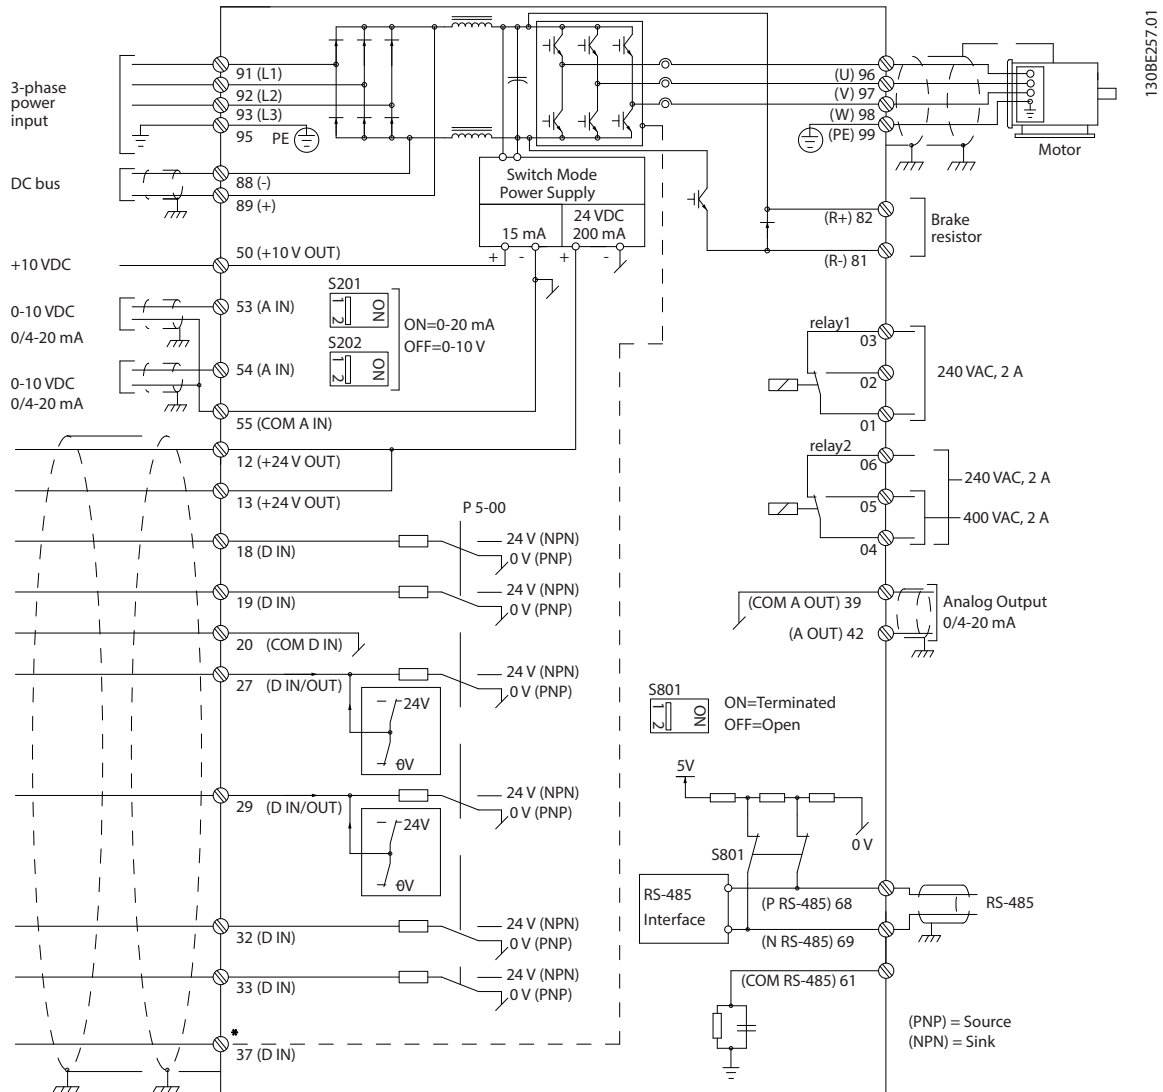 130BE257.01
3-phase
power
input
91 (L1)
92 (L2)
93 (L3)
95
PE
DC bus
88 (-)
89 (+)
Switch Mode
Power Supply
15 mA
24 VDC
200 mA
+ - + -
(U) 96
(V) 97
(W) 98
(PE) 99
Motor
(R+) 82
(R-) 81
Brake
resistor
+10 VDC
50 (+10 V OUT)
0-10 VDC
0/4-20 mA
53 (A IN)
S201
1 2
ON
S202
1 2
ON
ON=0-20 mA
OFF=0-10 V
0-10 VDC
0/4-20 mA
54 (A IN)
55 (COM A IN)
12 (+24 V OUT)
13 (+24 V OUT)
relay1
03
02
01
240 VAC, 2 A
relay2
06
05
04
240 VAC, 2 A
400 VAC, 2 A
P 5-00
18 (D IN)
24 V (NPN)
0 V (PNP)
19 (D IN)
24 V (NPN)
0 V (PNP)
20 (COM D IN)
27 (D IN/OUT)
24 V (NPN)
0 V (PNP)
24V
0V
29 (D IN/OUT)
24 V (NPN)
0 V (PNP)
24V
0V
32 (D IN)
24 V (NPN)
0 V (PNP)
33 (D IN)
24 V (NPN)
0 V (PNP)
*
37 (D IN)
(COM A OUT) 39
(A OUT) 42
Analog Output
0/4-20 mA
S801
1 2
ON
ON=Terminated
OFF=Open
5V
0 V
S801
RS-485
Interface
(P RS-485) 68
(N RS-485) 69
RS-485
(COM RS-485) 61
(PNP) = Source
(NPN) = Sink